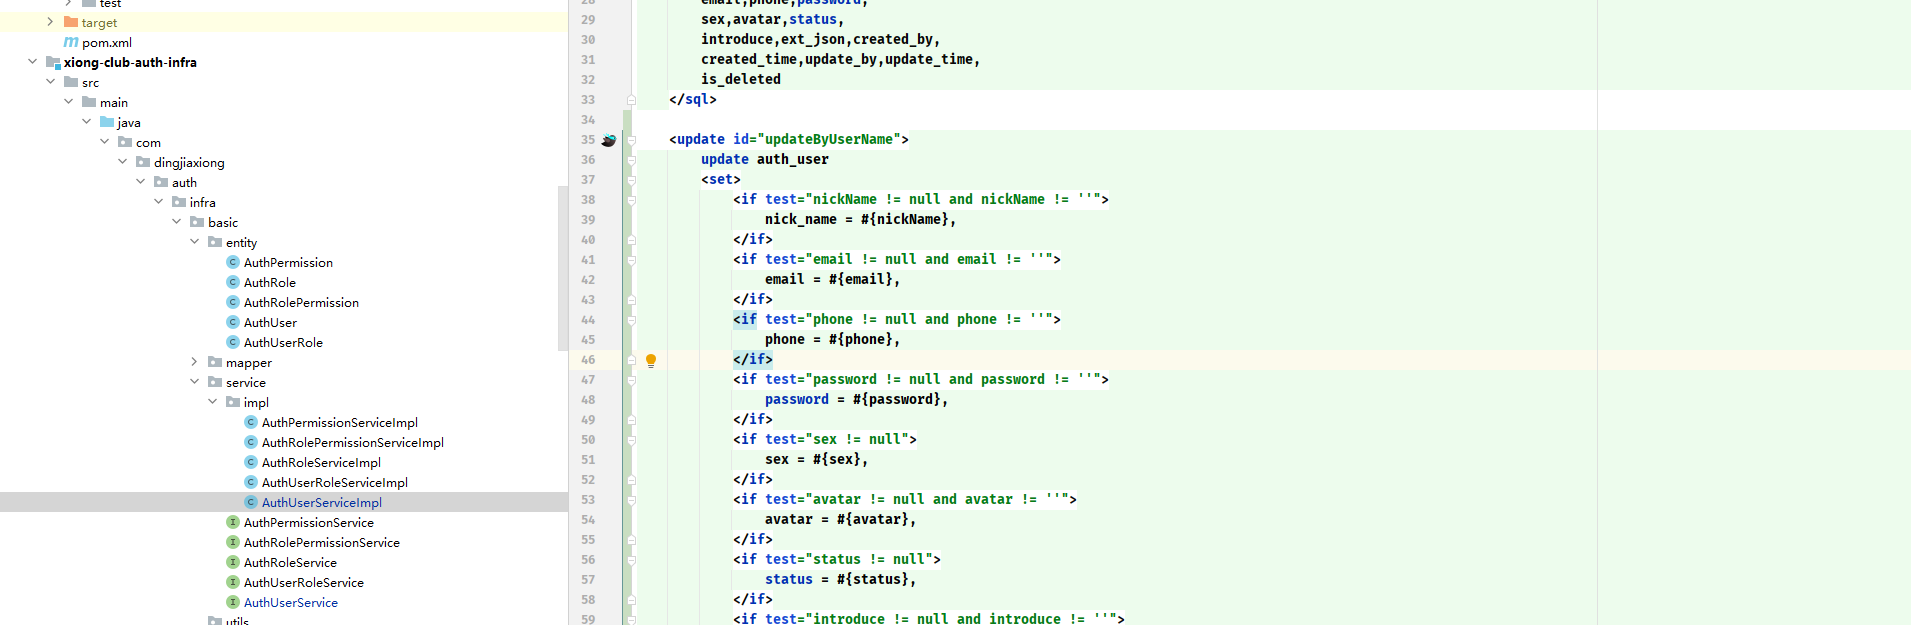 test
target
pom.xml
xiong-club-auth-infra
src
main
java
com
dingjiaxiong
auth
infra
basic
entity
AuthPermission
AuthRole
AuthRolePermission
AuthUser
AuthUserRole
mapper
service
impl
AuthPermissionServiceImpl
AuthRolePermissionServiceImpl
AuthRoleServiceImpl
AuthUserRoleServiceImpl
AuthUserServiceImpl
AuthPermissionService
AuthRolePermissionService
AuthRoleService
AuthUserRoleService
AuthUserService
utils
28 email,phone,password,
29 sex,avatar,status,
30 introduce,ext_json,created_by,
31 created_time,update_by,update_time,
32 is_deleted
33 </sql>
34
35 <update id="updateByUserName">
36 update auth_user
37 <set>
38 <if test="nickName != null and nickName != ''">
39 nick_name = #{nickName},
40 </if>
41 <if test="email != null and email != ''">
42 email = #{email},
43 </if>
44 <if test="phone != null and phone != ''">
45 phone = #{phone},
46 </if>
47 <if test="password != null and password != ''">
48 password = #{password},
49 </if>
50 <if test="sex != null">
51 sex = #{sex},
52 </if>
53 <if test="avatar != null and avatar != ''">
54 avatar = #{avatar},
55 </if>
56 <if test="status != null">
57 status = #{status},
58 </if>
59 <if test="introduce != null and introduce != ''">